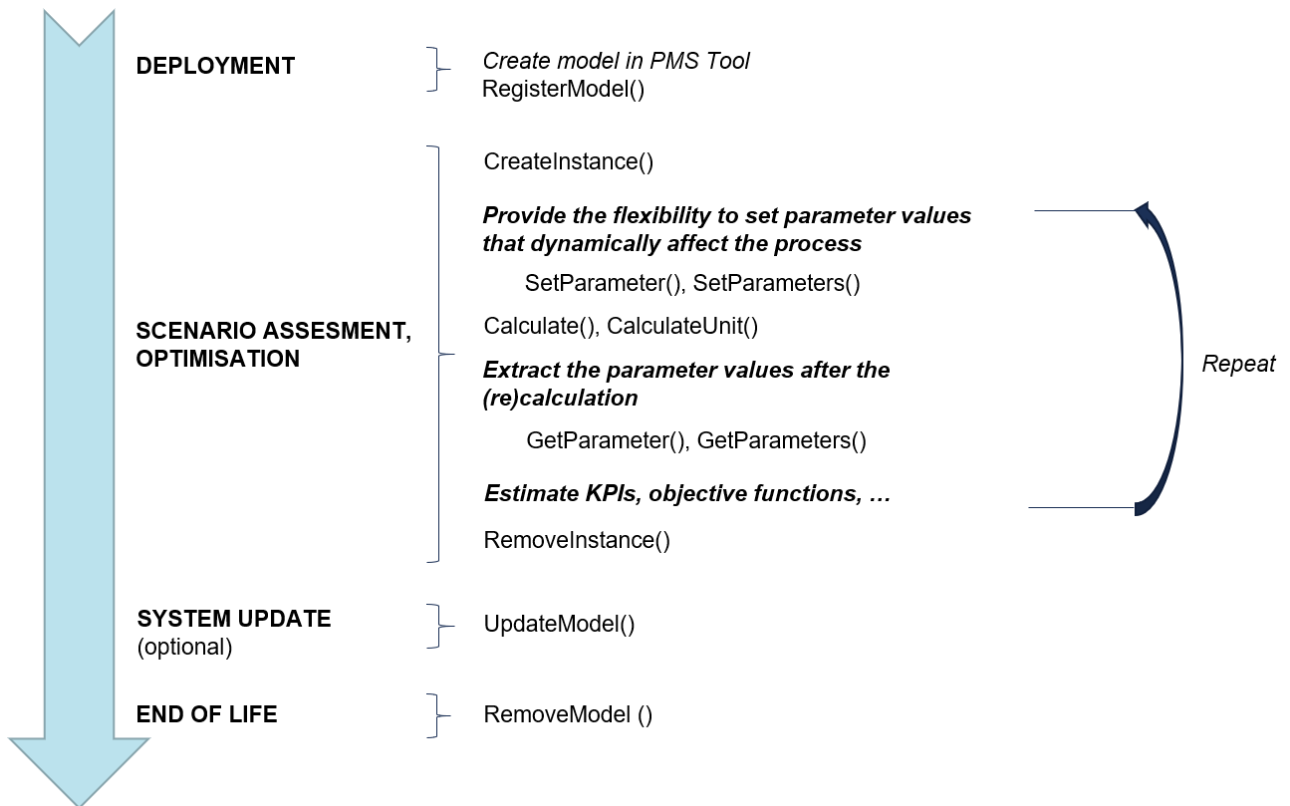 DEPLOYMENT
Create model in PMS Tool
RegisterModel()
CreateInstance()
Provide the flexibility to set parameter values
that dynamically affect the process
SetParameter(), SetParameters()
SCENARIO ASSESMENT,
OPTIMISATION
Calculate(), CalculateUnit()
Extract the parameter values after the
(re)calculation
GetParameter(), GetParameters()
Estimate KPIs, objective functions, …
RemoveInstance()
Repeat
SYSTEM UPDATE
(optional)
UpdateModel()
END OF LIFE
RemoveModel ()